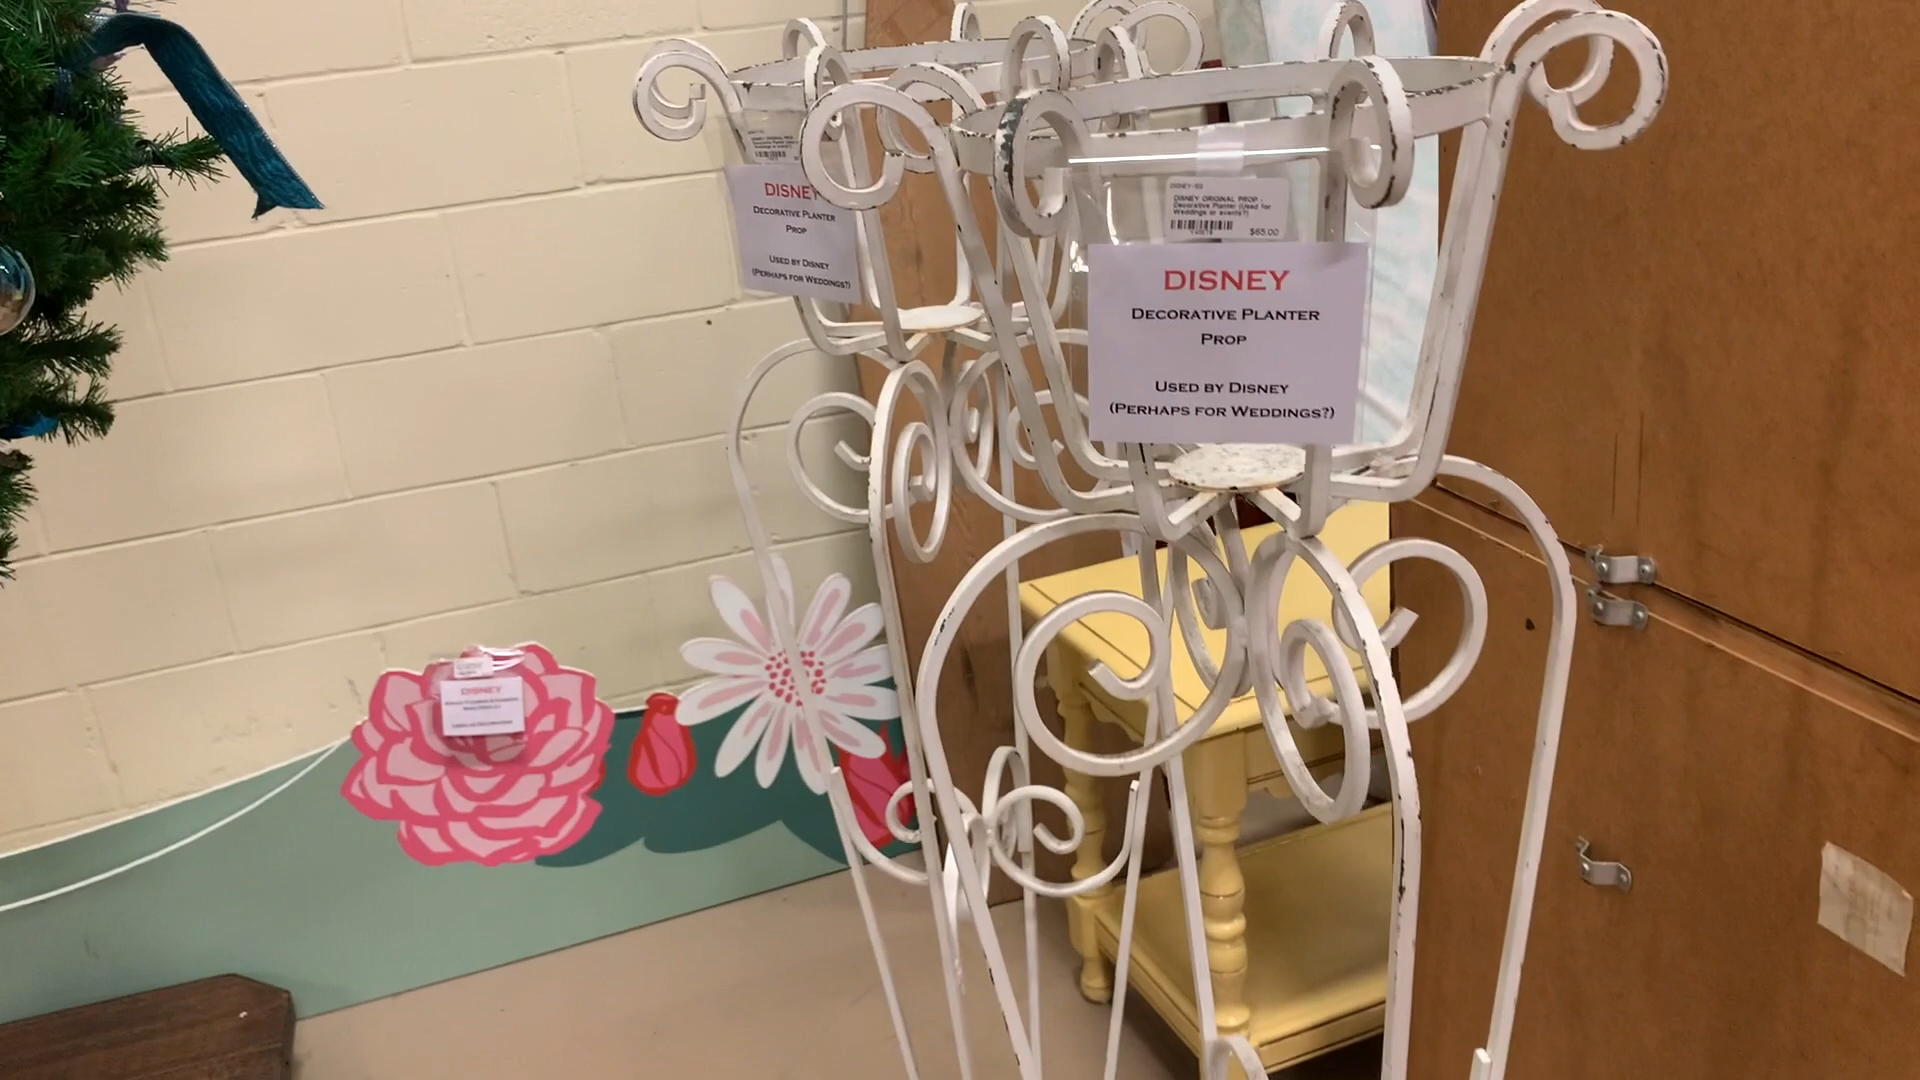 DISNEY
DECORATIVE PLANTER
PROP
USED BY DISNEY
(PERHAPS FOR WEDDINGS?)
DISNEY ORIGINAL PROP -
Decorative Planter (Used for
Weddings or events?)
$65.00
DISNEY
DECORATIVE PLANTER
PROP
USED BY DISNEY
(PERHAPS FOR WEDDINGS?)
DISNEY